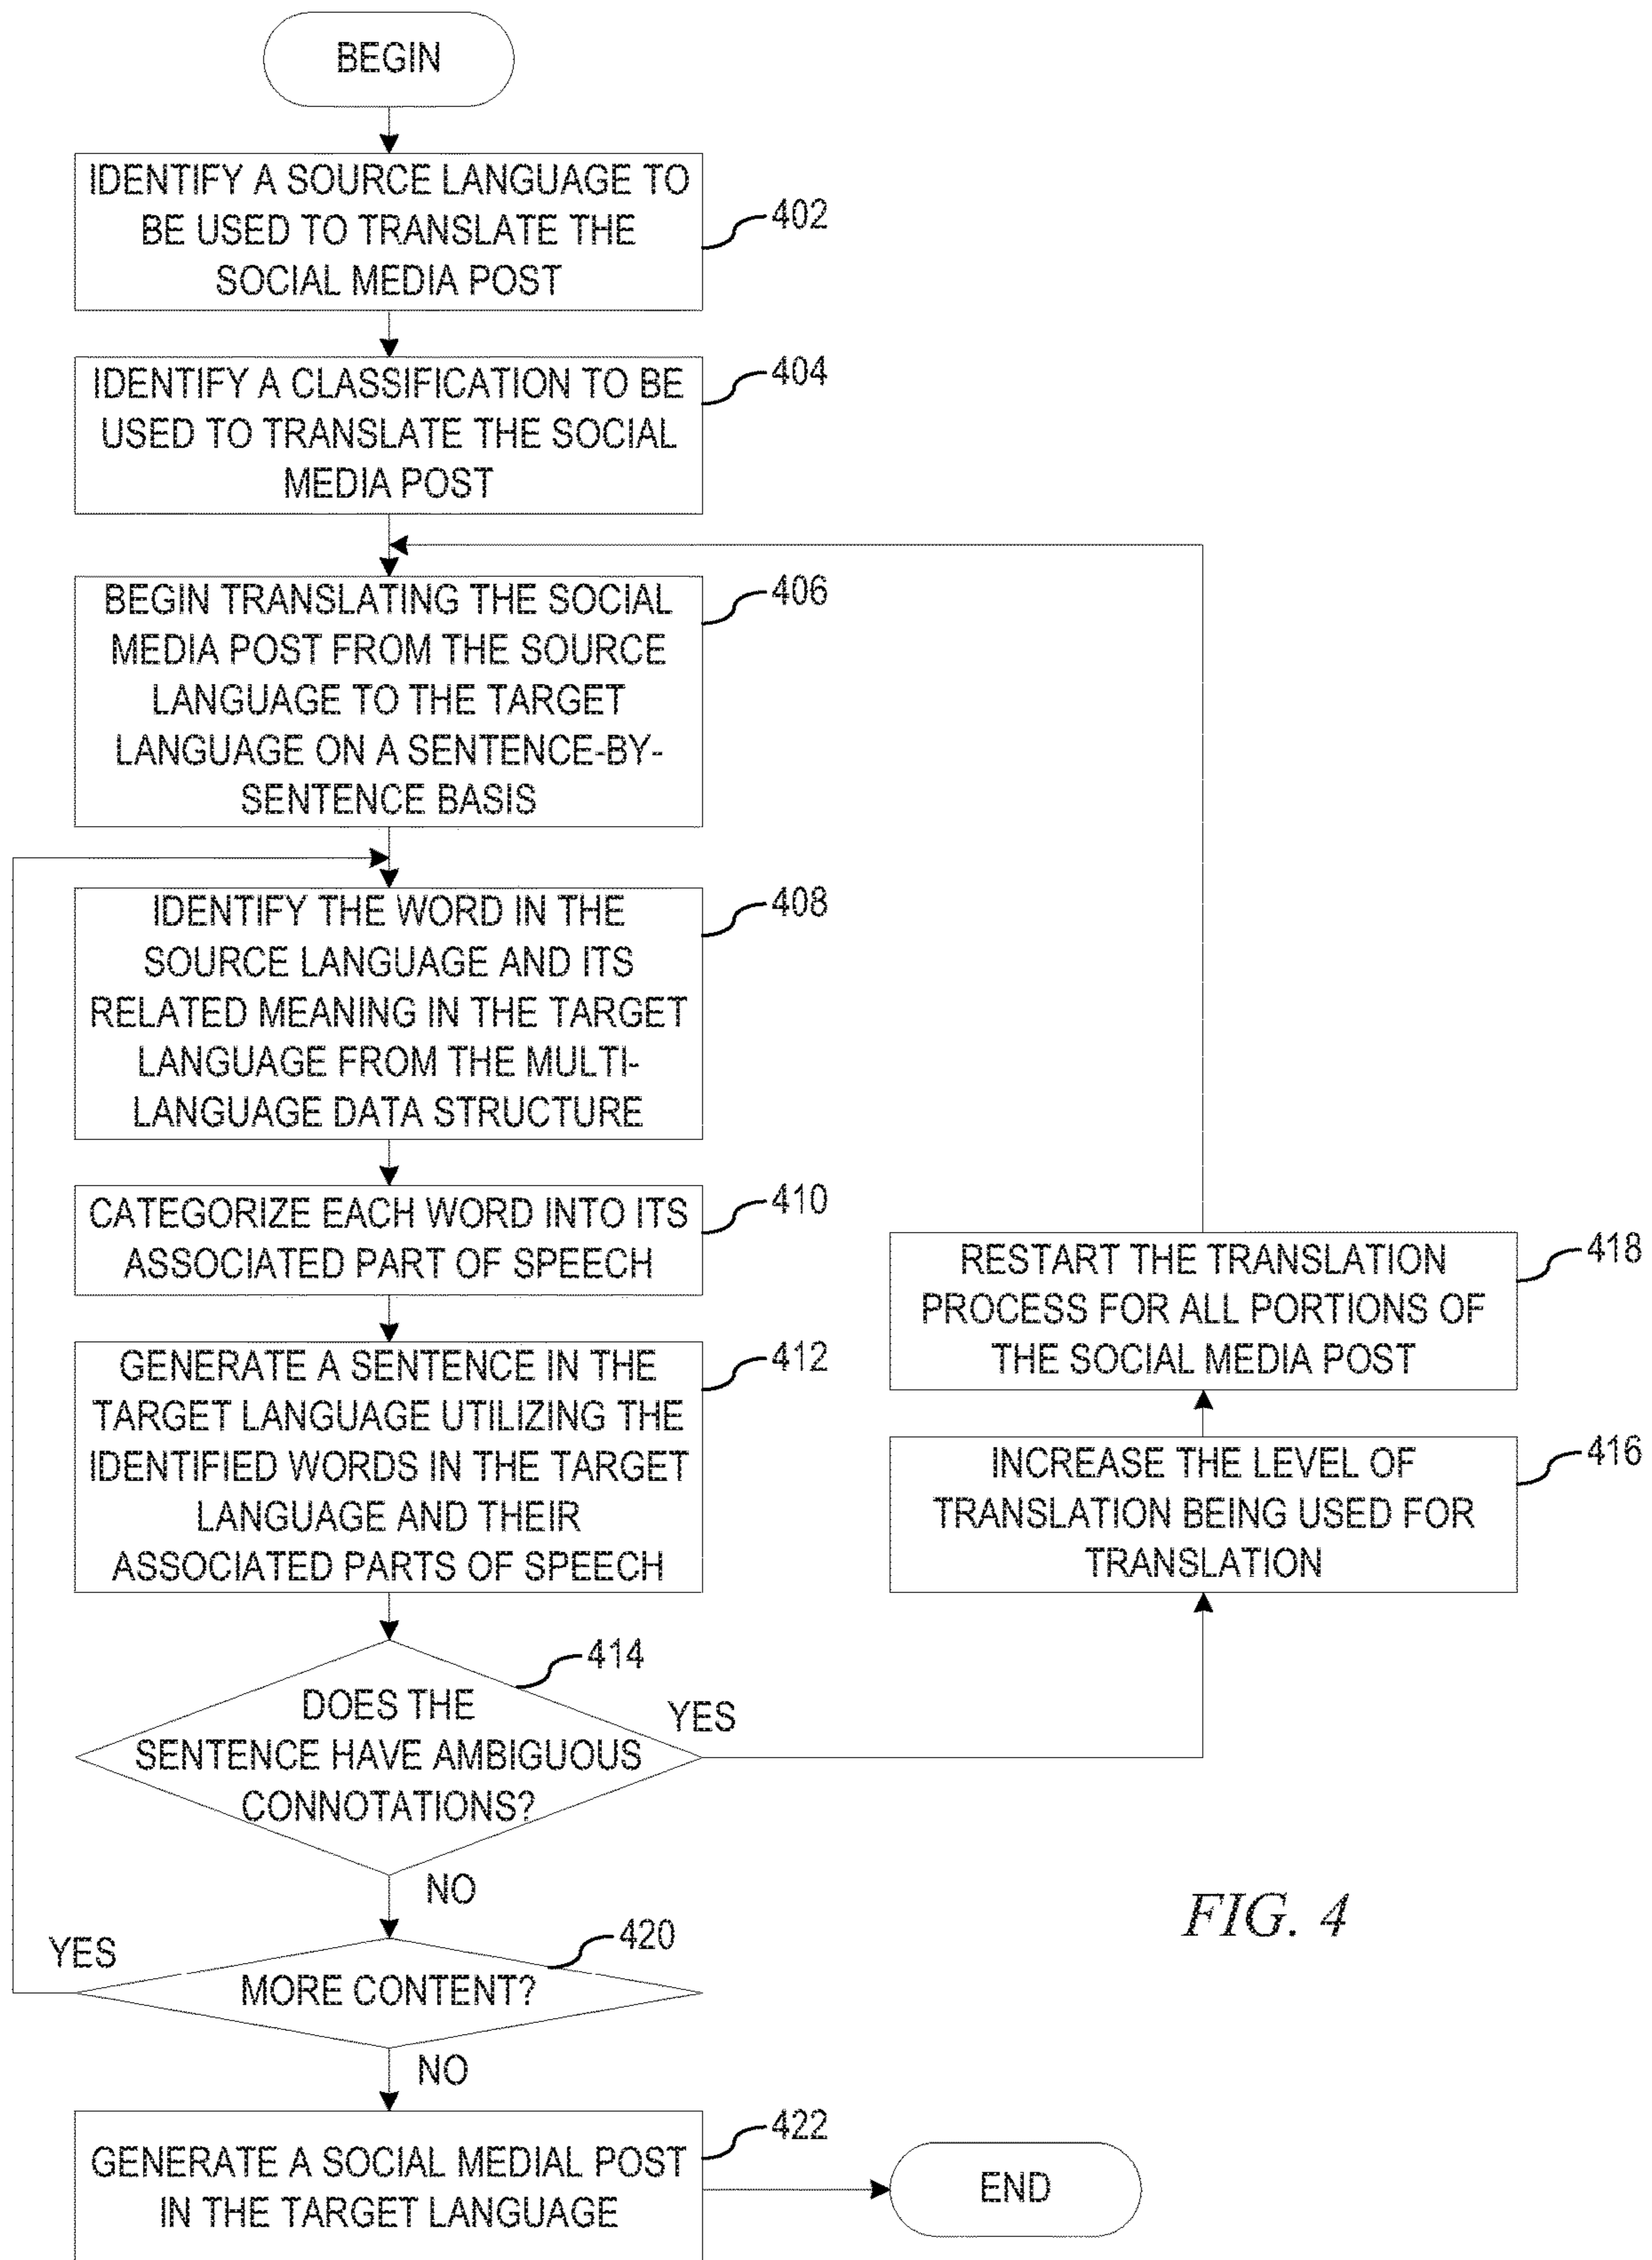 BEGIN
IDENTIFY A SOURCE LANGUAGE TO
BE USED TO TRANSLATE THE
SOCIAL MEDIA POST
402
IDENTIFY A CLASSIFICATION TO BE
USED TO TRANSLATE THE SOCIAL
MEDIA POST
404
BEGIN TRANSLATING THE SOCIAL
MEDIA POST FROM THE SOURCE
LANGUAGE TO THE TARGET
LANGUAGE ON A SENTENCE-BY-
SENTENCE BASIS
406
IDENTIFY THE WORD IN THE
SOURCE LANGUAGE AND ITS
RELATED MEANING IN THE TARGET
LANGUAGE FROM THE MULTI-
LANGUAGE DATA STRUCTURE
408
CATEGORIZE EACH WORD INTO ITS
ASSOCIATED PART OF SPEECH
410
GENERATE A SENTENCE IN THE
TARGET LANGUAGE UTILIZING THE
IDENTIFIED WORDS IN THE TARGET
LANGUAGE AND THEIR
ASSOCIATED PARTS OF SPEECH
412
DOES THE
SENTENCE HAVE AMBIGUOUS
CONNOTATIONS?
414
YES
INCREASE THE LEVEL OF
TRANSLATION BEING USED FOR
TRANSLATION
416
RESTART THE TRANSLATION
PROCESS FOR ALL PORTIONS OF
THE SOCIAL MEDIA POST
418
NO
MORE CONTENT?
420
YES
NO
GENERATE A SOCIAL MEDIAL POST
IN THE TARGET LANGUAGE
422
END
FIG. 4